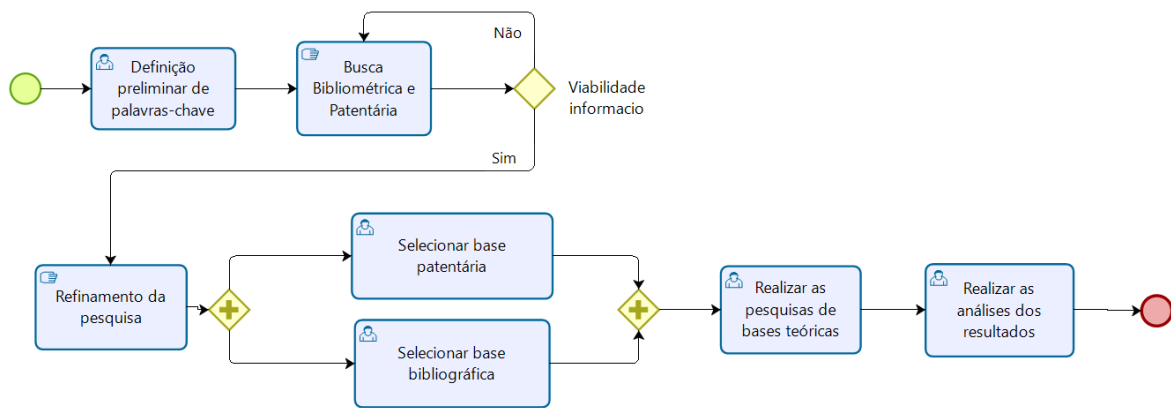 Não
Definição
preliminar de
palavras-chave
Busca
Bibliométrica e
Patentária
Viabilidade
informacio
Sim
Selecionar base
patentária
Refinamento da
pesquisa
Realizar as
pesquisas de
bases teóricas
Realizar as
análises dos
resultados
Selecionar base
bibliográfica